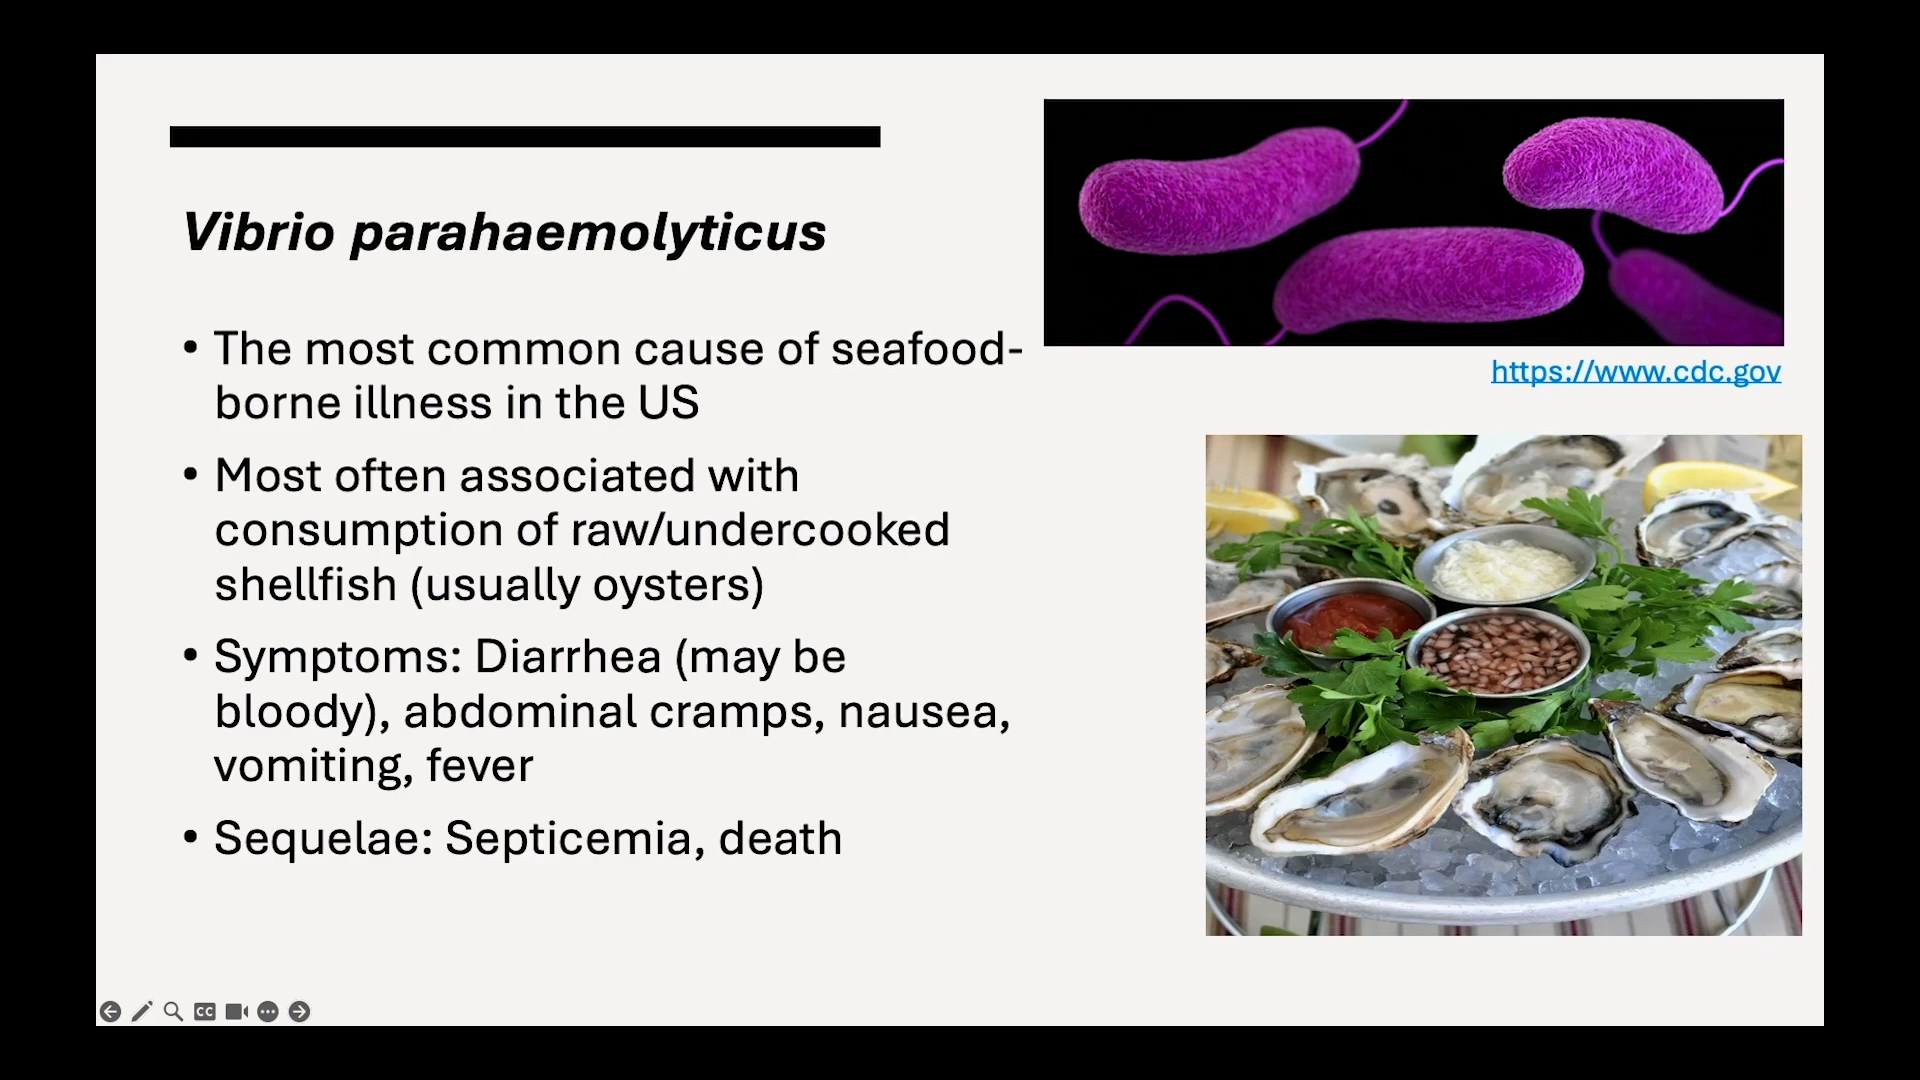 Vibrio parahaemolyticus
• The most common cause of seafood-
borne illness in the US
• Most often associated with
consumption of raw/undercooked
shellfish (usually oysters)
• Symptoms: Diarrhea (may be
bloody), abdominal cramps, nausea,
vomiting, fever
• Sequelae: Septicemia, death
https://www.cdc.gov
CC